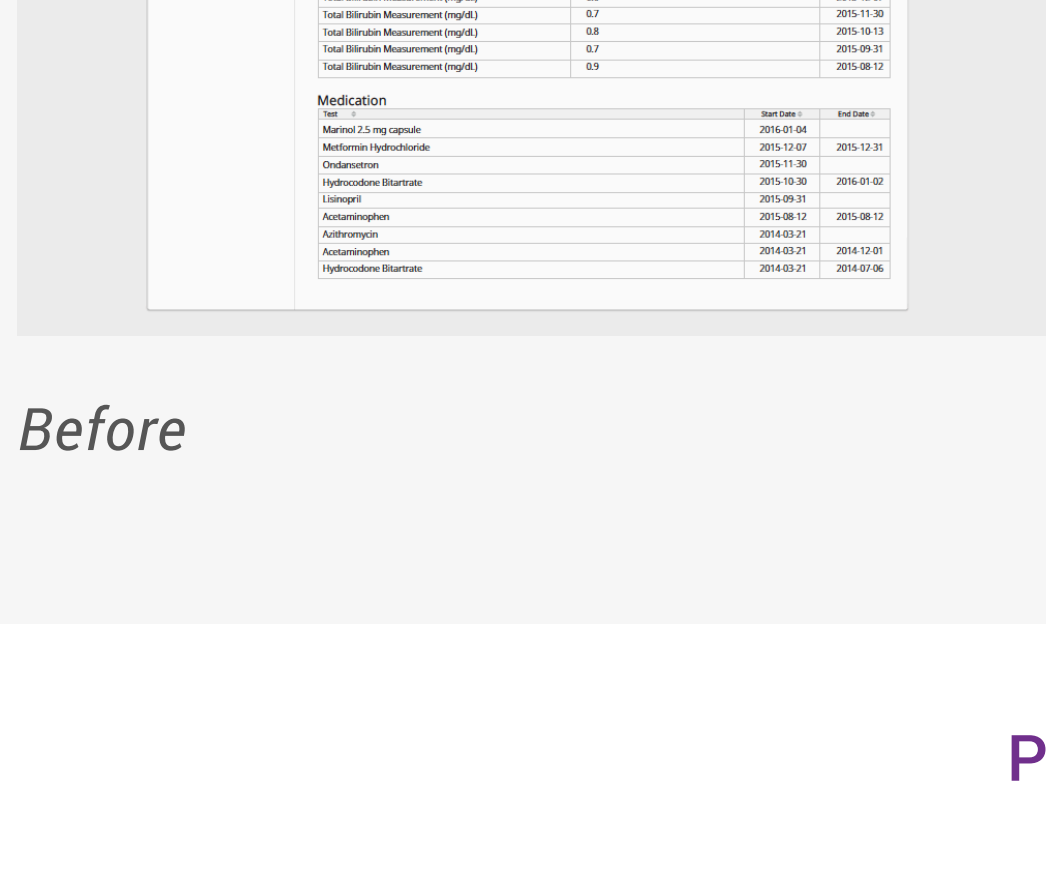 Total Bilirubin Measurement (mg/dL) 0.7 2015-11-30
Total Bilirubin Measurement (mg/dL) 0.8 2015-10-13
Total Bilirubin Measurement (mg/dL) 0.7 2015-09-31
Total Bilirubin Measurement (mg/dL) 0.9 2015-08-12
Medication
Test Start Date End Date
Marinol 2.5 mg capsule 2016-01-04
Metformin Hydrochloride 2015-12-07 2015-12-31
Ondansetron 2015-11-30
Hydrocodone Bitartrate 2015-10-30 2016-01-02
Lisinopril 2015-09-31
Acetaminophen 2015-08-12 2015-08-12
Azithromycin 2014-03-21
Acetaminophen 2014-03-21 2014-12-01
Hydrocodone Bitartrate 2014-03-21 2014-07-06
Before
P